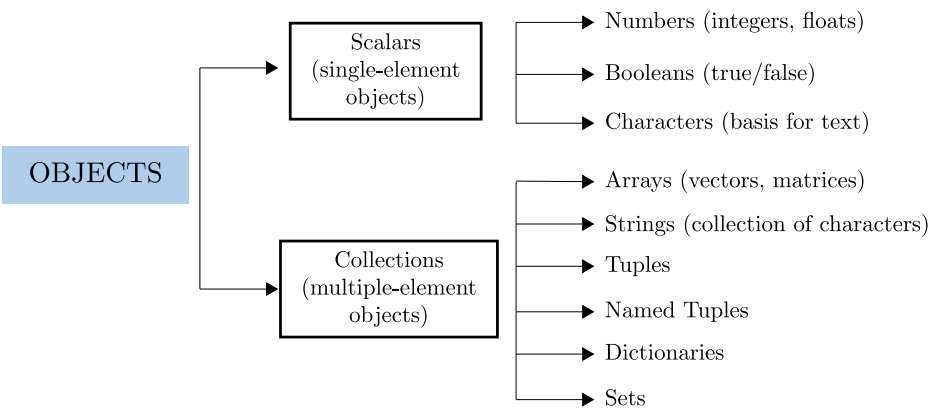 OBJECTS
Scalars
(single-element
objects)
Numbers (integers, floats)
Booleans (true/false)
Characters (basis for text)
Collections
(multiple-element
objects)
Arrays (vectors, matrices)
Strings (collection of characters)
Tuples
Named Tuples
Dictionaries
Sets